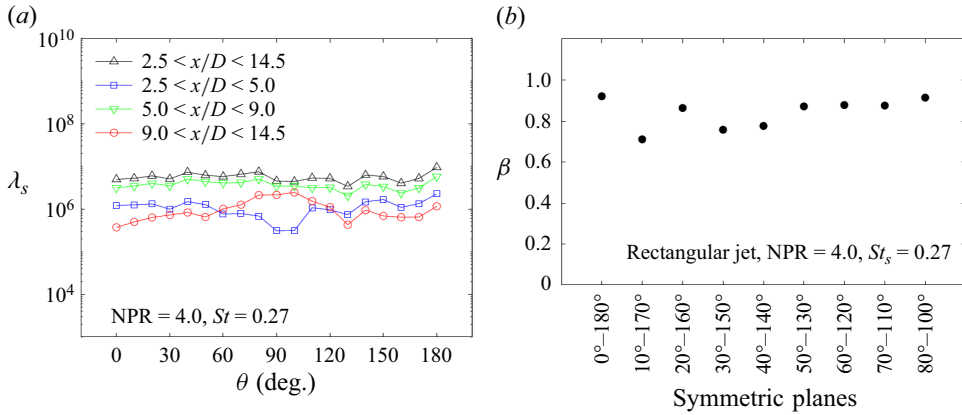 (a)
10^10
10^8
10^6
10^4
λ_s
2.5 < x/D < 14.5
2.5 < x/D < 5.0
5.0 < x/D < 9.0
9.0 < x/D < 14.5
NPR = 4.0, St = 0.27
0 30 60 90 120 150 180
θ (deg.)
(b)
1.0
0.8
0.6
0.4
0.2
0
β
Rectangular jet, NPR = 4.0, St_s = 0.27
0°–180°
10°–170°
20°–160°
30°–150°
40°–140°
50°–130°
60°–120°
70°–110°
80°–100°
Symmetric planes